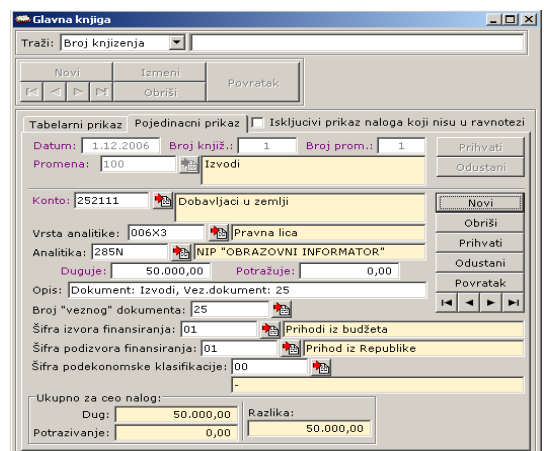 Glavna knjiga
Traži: Broj knjizenja
Novi Izmeni Povratak
Obriši
Tabelarni prikaz Pojedinacni prikaz Iskljucivi prikaz naloga koji nisu u ravnotezi
Datum: 1.12.2006 Broj knjiž.: 1 Broj prom.: 1 Prihvati
Promena: 100 Izvodi Odustani
Konto: 252111 Dobavljaci u zemlji Novi
Obriši
Vrsta analitike: 006X3 Pravna lica
Prihvati
Analitika: 285N NIP "OBRAZOVNI INFORMATOR"
Odustani
Duguje: 50.000,00 Potražuje: 0,00
Povratak
Opis: Dokument: Izvodi, Vez.dokument: 25
Broj "veznog" dokumenta: 25
Šifra izvora finansiranja: 01 Prihodi iz budžeta
Šifra podizvora finansiranja: 01 Prihod iz Republike
Šifra podekonomske klasifikacije: 00
-
Ukupno za ceo nalog:
Dug: 50.000,00 Razlika:
Potrazivanje: 0,00 50.000,00